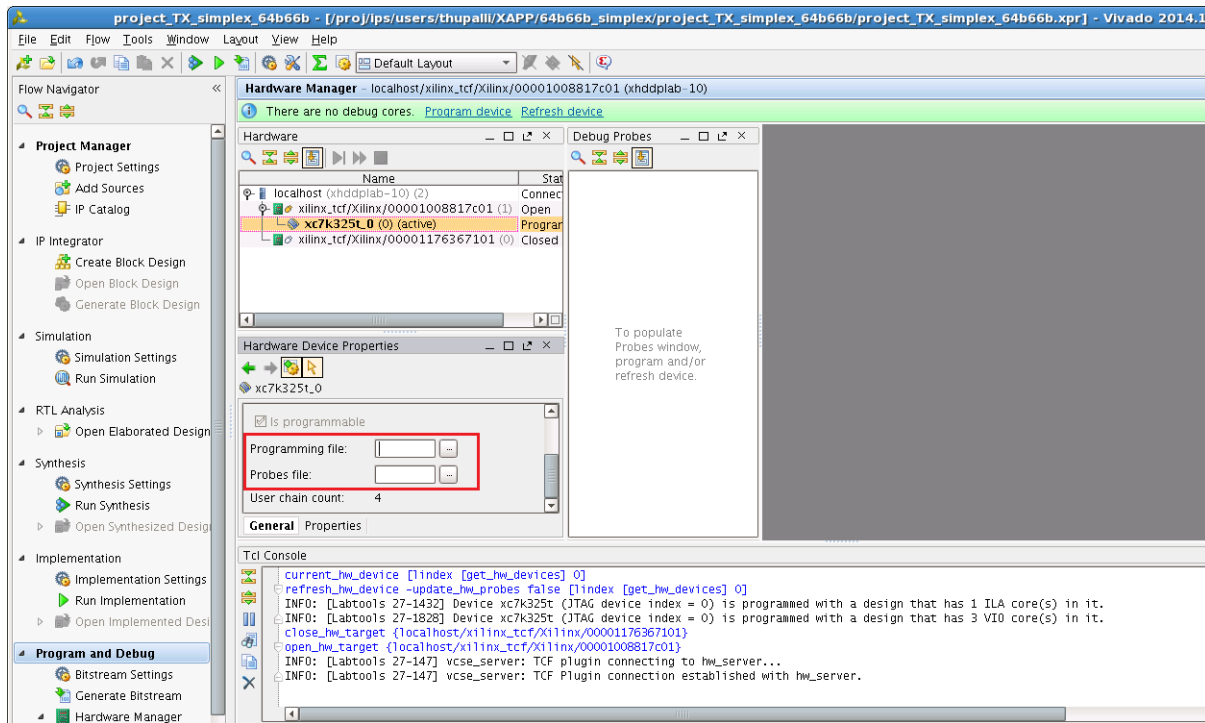 project_TX_simplex_64b66b - [/proj/ips/users/thupalli/XAPP/64b66b_simplex/project_TX_simplex_64b66b/project_TX_simplex_64b66b.xpr] - Vivado 2014.1
File Edit Flow Tools Window Layout View Help
Default Layout
Flow Navigator
Project Manager
Project Settings
Add Sources
IP Catalog
IP Integrator
Create Block Design
Open Block Design
Generate Block Design
Simulation
Simulation Settings
Run Simulation
RTL Analysis
Open Elaborated Design
Synthesis
Synthesis Settings
Run Synthesis
Open Synthesized Desig
Implementation
Implementation Settings
Run Implementation
Open Implemented Desi
Program and Debug
Bitstream Settings
Generate Bitstream
Hardware Manager
Hardware Manager - localhost/xilinx_tcf/Xilinx/00001008817c01 (xhddplab-10)
There are no debug cores. Program device Refresh device
Hardware
Name Stat
localhost (xhddplab-10) (2) Connec
xilinx_tcf/Xilinx/00001008817c01 (1) Open
xc7k325t_0 (0) (active) Program
xilinx_tcf/Xilinx/00001176367101 (0) Closed
Hardware Device Properties
xc7k325t_0
Is programmable
Programming file: ...
Probes file: ...
User chain count: 4
General Properties
Debug Probes
To populate
Probes window,
program and/or
refresh device.
Tcl Console
current_hw_device [lindex [get_hw_devices] 0]
refresh_hw_device -update_hw_probes false [lindex [get_hw_devices] 0]
INFO: [Labtools 27-1432] Device xc7k325t (JTAG device index = 0) is programmed with a design that has 1 ILA core(s) in it.
INFO: [Labtools 27-1828] Device xc7k325t (JTAG device index = 0) is programmed with a design that has 3 VIO core(s) in it.
close_hw_target {localhost/xilinx_tcf/Xilinx/00001176367101}
open_hw_target {localhost/xilinx_tcf/Xilinx/00001008817c01}
INFO: [Labtools 27-147] vcse_server: TCF plugin connecting to hw_server...
INFO: [Labtools 27-147] vcse_server: TCF Plugin connection established with hw_server.